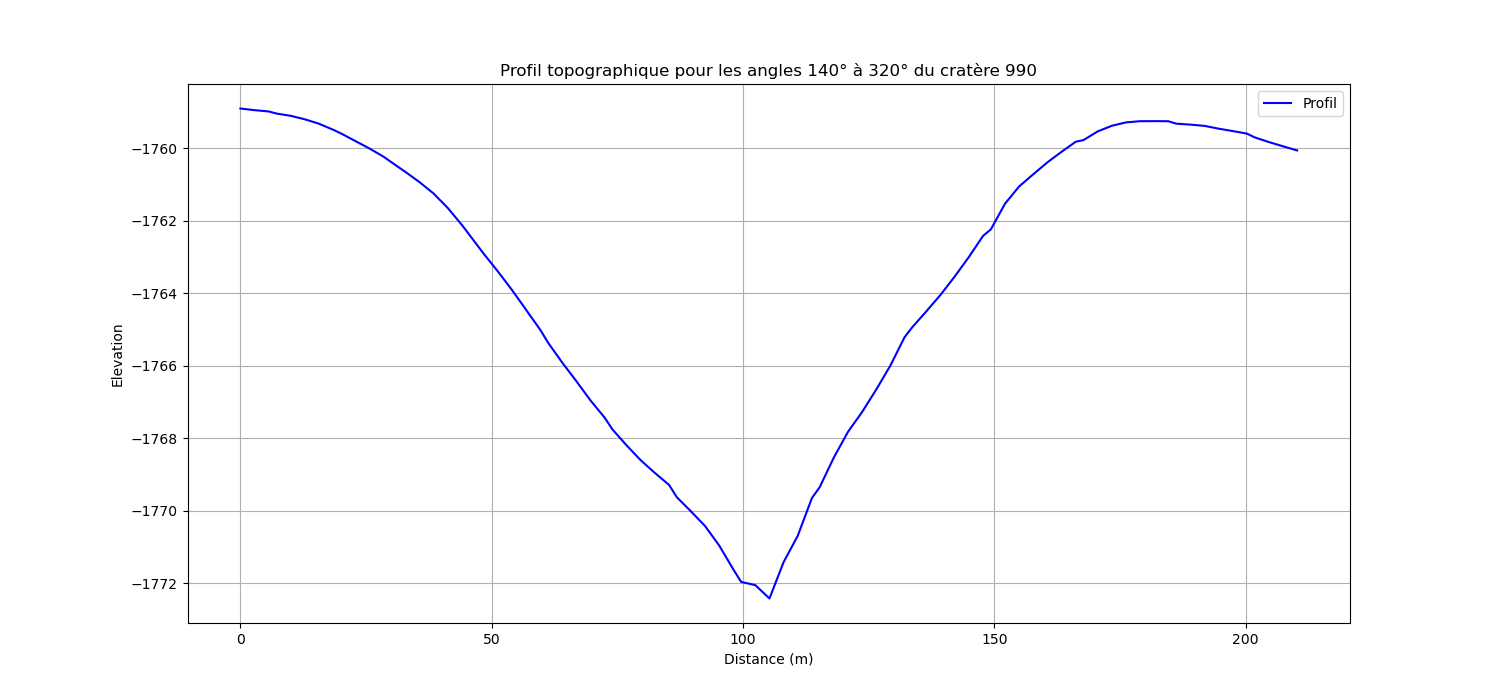 Profil topographique pour les angles 140° à 320° du cratère 990
Profil
−1760
−1762
−1764
−1766
−1768
−1770
−1772
Elevation
0 50 100 150 200
Distance (m)